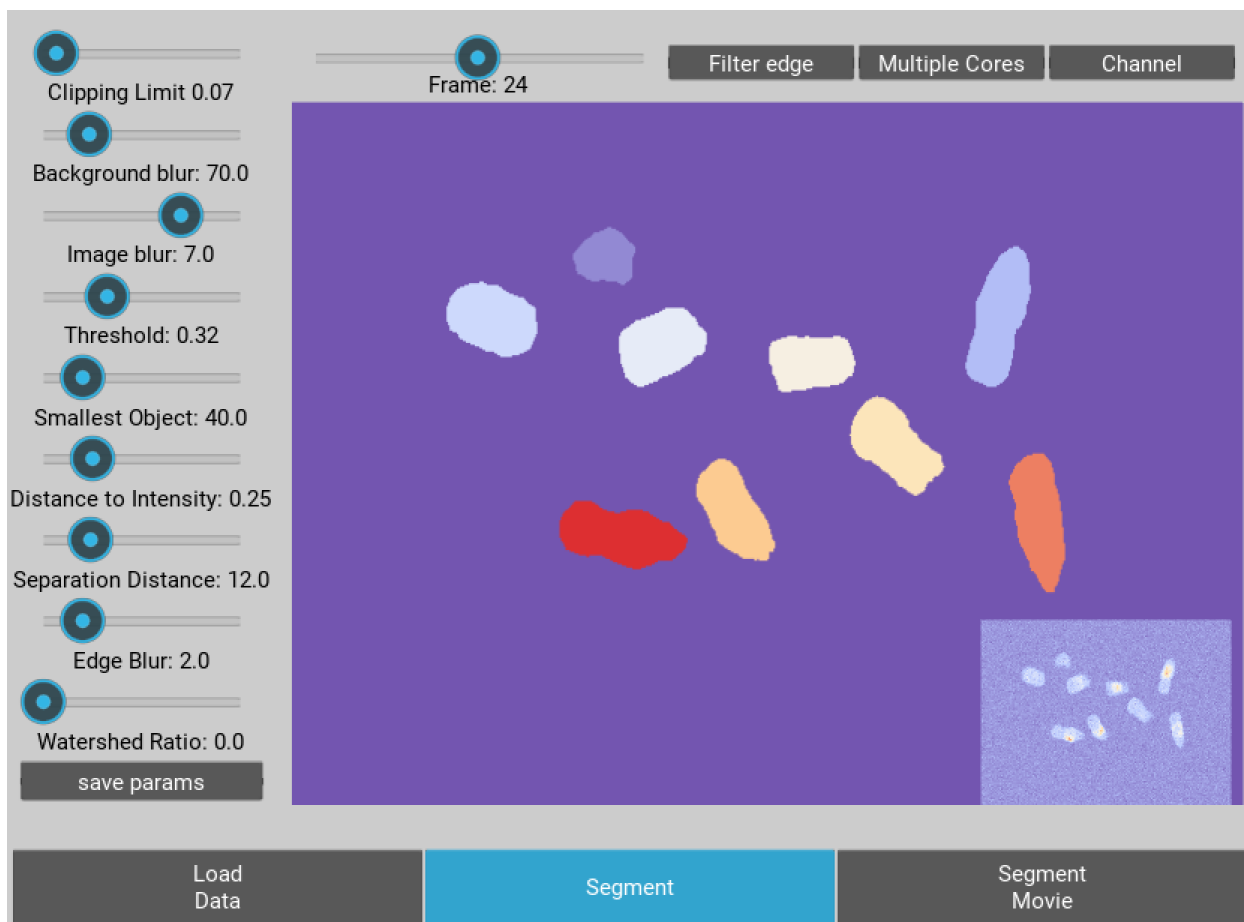 Clipping Limit 0.07
Background blur: 70.0
Image blur: 7.0
Threshold: 0.32
Smallest Object: 40.0
Distance to Intensity: 0.25
Separation Distance: 12.0
Edge Blur: 2.0
Watershed Ratio: 0.0
save params
Frame: 24
Filter edge
Multiple Cores
Channel
Load
Data
Segment
Segment
Movie